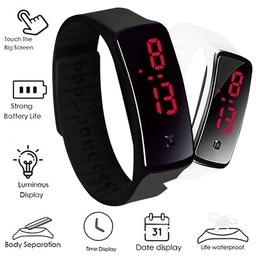 Touch The
Big Screen
Strong
Battery Life
Luminous
Display
Body Separation
Time Display
31
Date display
Life waterproof